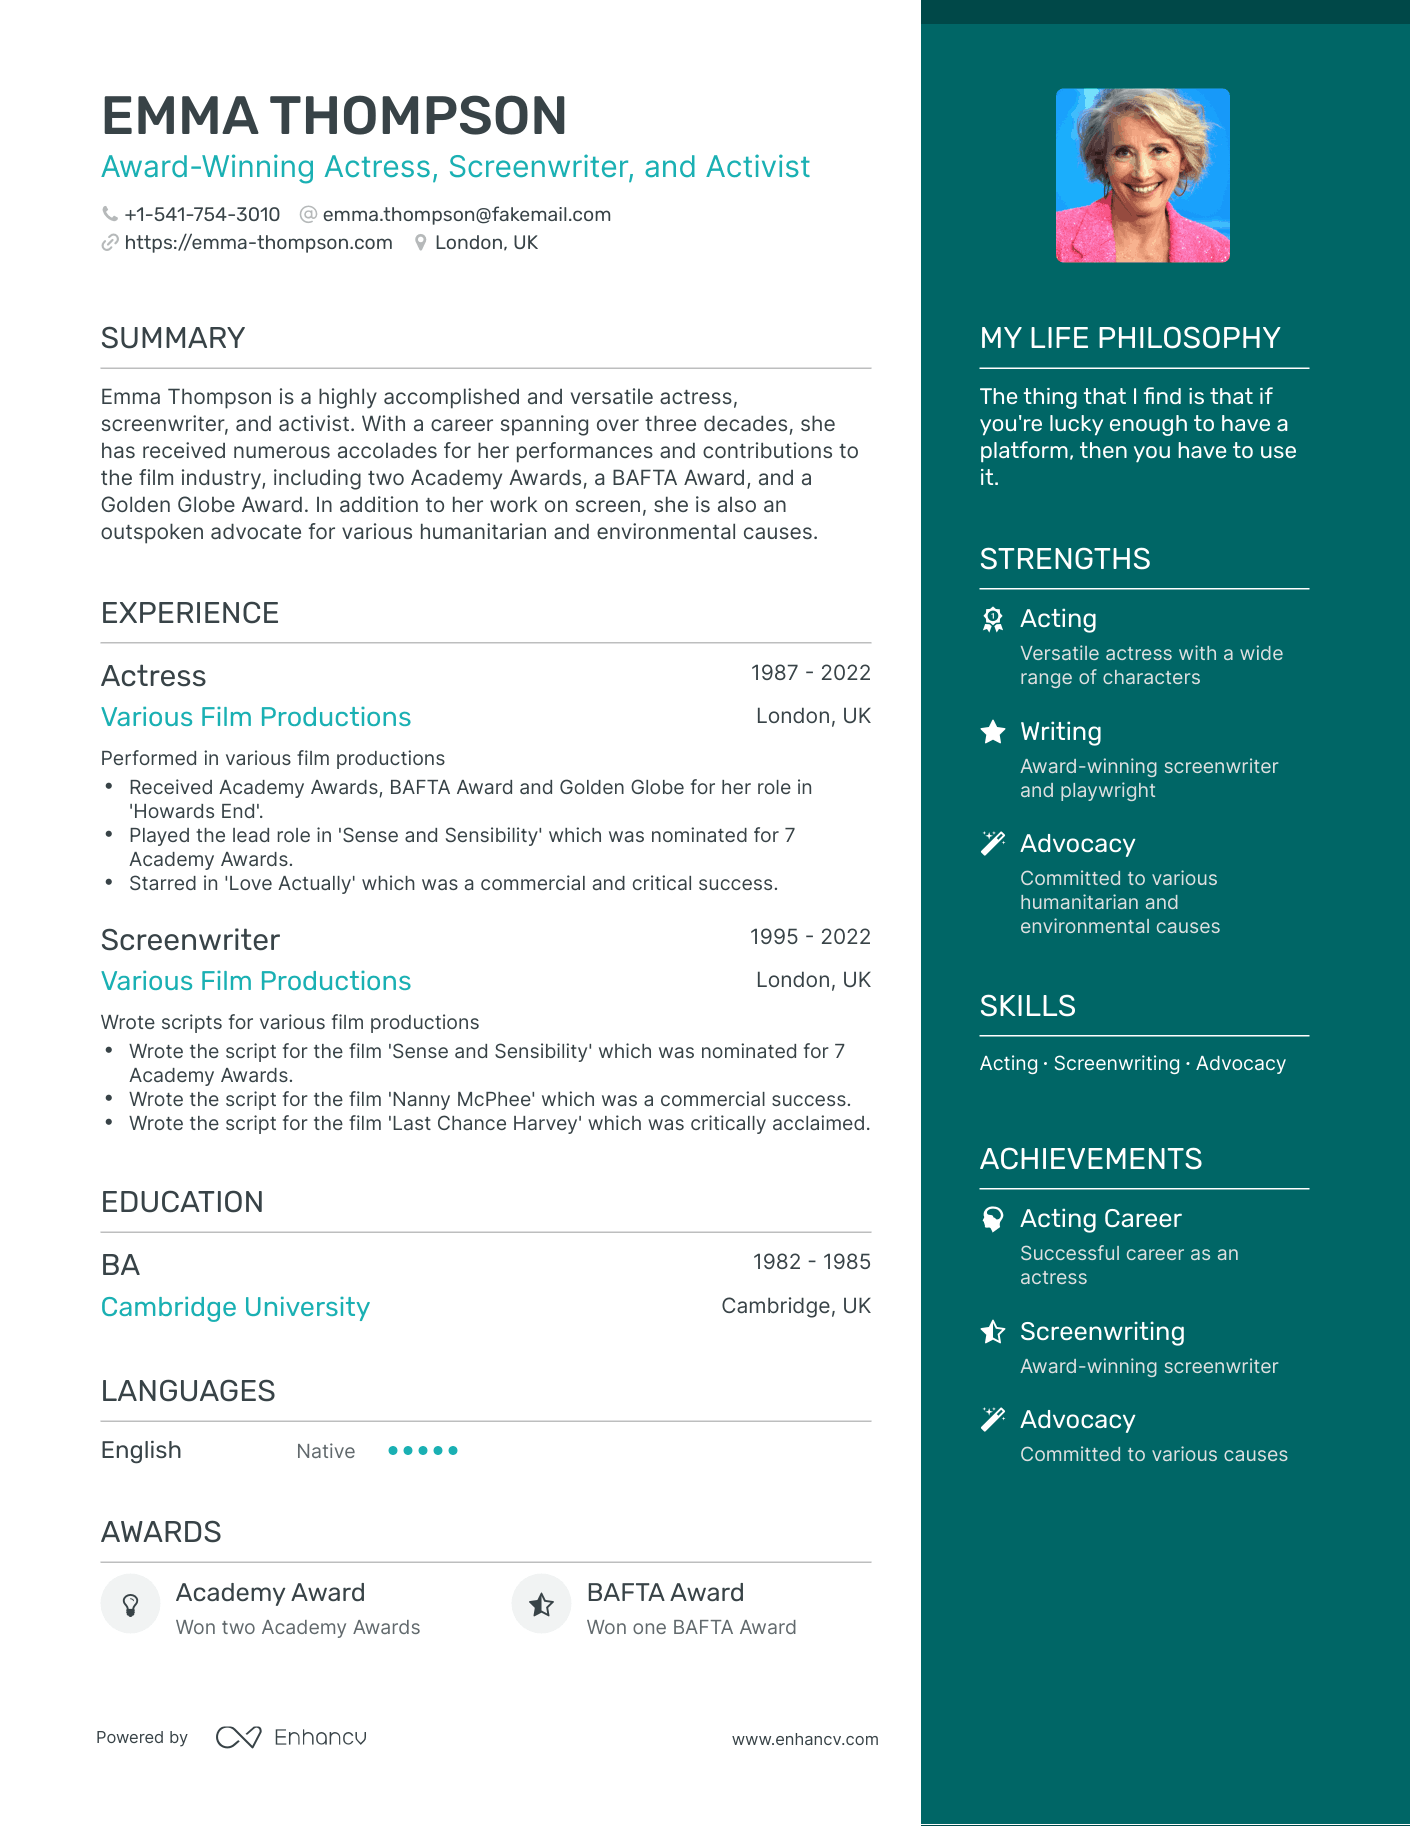 EMMA THOMPSON
Award-Winning Actress, Screenwriter, and Activist
+1-541-754-3010 emma.thompson@fakemail.com
https://emma-thompson.com London, UK
SUMMARY
Emma Thompson is a highly accomplished and versatile actress,
screenwriter, and activist. With a career spanning over three decades, she
has received numerous accolades for her performances and contributions to
the film industry, including two Academy Awards, a BAFTA Award, and a
Golden Globe Award. In addition to her work on screen, she is also an
outspoken advocate for various humanitarian and environmental causes.
EXPERIENCE
Actress 1987 - 2022
Various Film Productions London, UK
Performed in various film productions
• Received Academy Awards, BAFTA Award and Golden Globe for her role in
'Howards End'.
• Played the lead role in 'Sense and Sensibility' which was nominated for 7
Academy Awards.
• Starred in 'Love Actually' which was a commercial and critical success.
Screenwriter 1995 - 2022
Various Film Productions London, UK
Wrote scripts for various film productions
• Wrote the script for the film 'Sense and Sensibility' which was nominated for 7
Academy Awards.
• Wrote the script for the film 'Nanny McPhee' which was a commercial success.
• Wrote the script for the film 'Last Chance Harvey' which was critically acclaimed.
EDUCATION
BA 1982 - 1985
Cambridge University Cambridge, UK
LANGUAGES
English Native
AWARDS
Academy Award
Won two Academy Awards
BAFTA Award
Won one BAFTA Award
Powered by Enhancv www.enhancv.com
MY LIFE PHILOSOPHY
The thing that I find is that if
you're lucky enough to have a
platform, then you have to use
it.
STRENGTHS
Acting
Versatile actress with a wide
range of characters
Writing
Award-winning screenwriter
and playwright
Advocacy
Committed to various
humanitarian and
environmental causes
SKILLS
Acting · Screenwriting · Advocacy
ACHIEVEMENTS
Acting Career
Successful career as an
actress
Screenwriting
Award-winning screenwriter
Advocacy
Committed to various causes